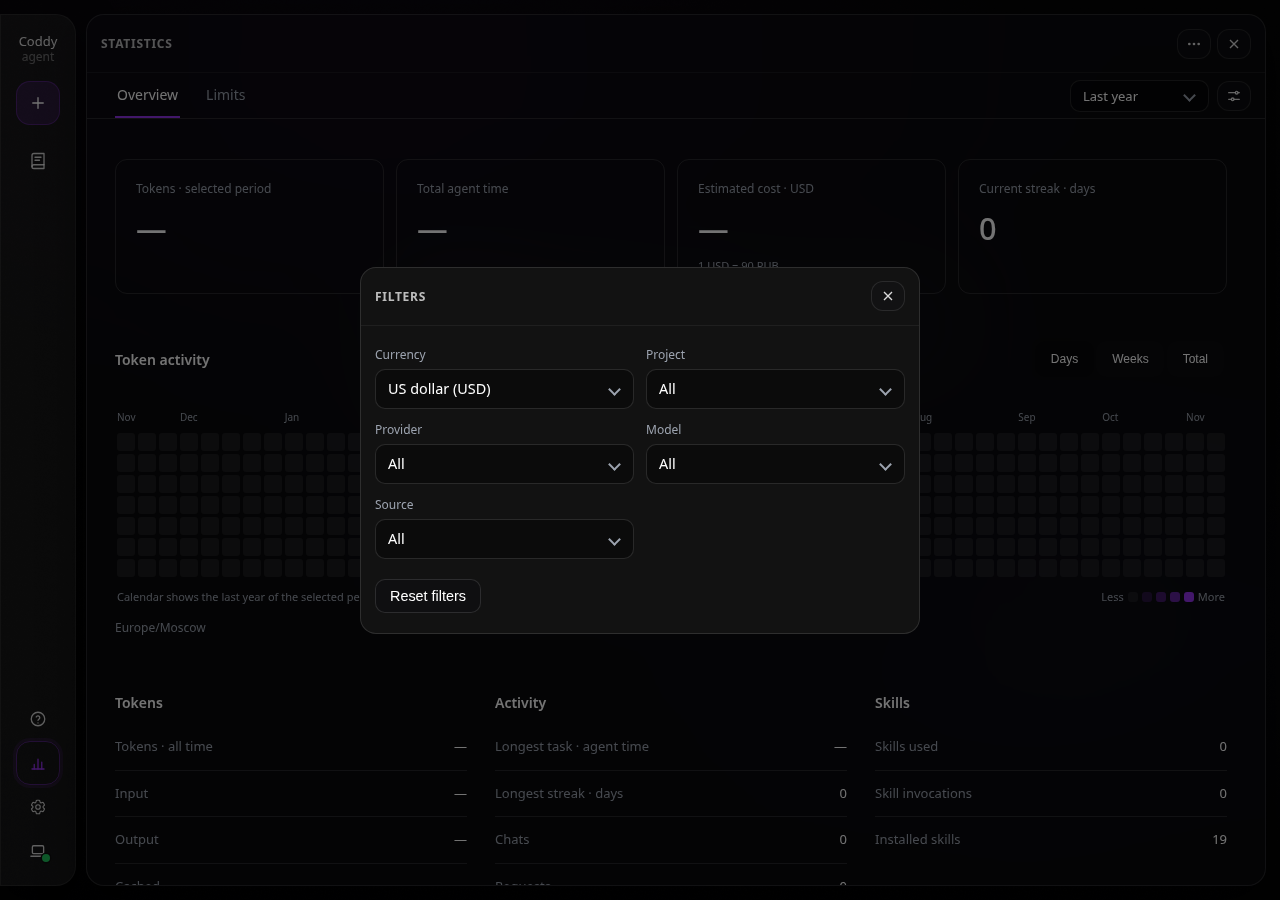 Coddy
agent
STATISTICS
Overview
Limits
Last year
Tokens · selected period
—
Total agent time
—
Estimated cost · USD
—
1 USD = 90 RUB
Current streak · days
0
FILTERS
Currency
US dollar (USD)
Project
All
Provider
All
Model
All
Source
All
Reset filters
Token activity
Days
Weeks
Total
Nov
Dec
Jan
Sep
Oct
Nov
Calendar shows the last year of the selected
Less
More
Europe/Moscow
Tokens
Tokens · all time
—
Input
—
Output
—
Cached
Activity
Longest task · agent time
—
Longest streak · days
0
Chats
0
Requests
0
Skills
Skills used
0
Skill invocations
0
Installed skills
19